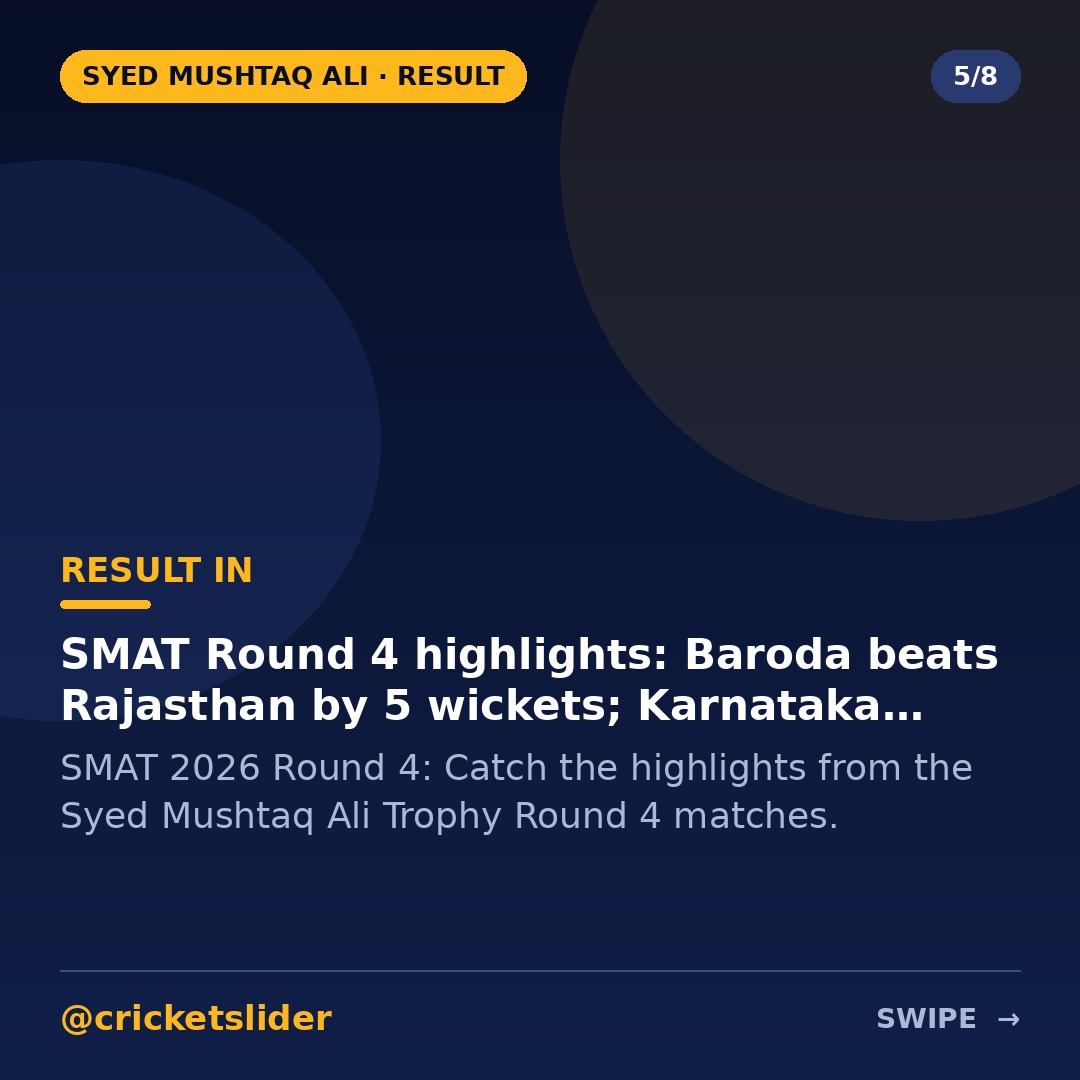 SYED MUSHTAQ ALI · RESULT
5/8
RESULT IN
SMAT Round 4 highlights: Baroda beats
Rajasthan by 5 wickets; Karnataka…
SMAT 2026 Round 4: Catch the highlights from the
Syed Mushtaq Ali Trophy Round 4 matches.
@cricketslider
SWIPE →